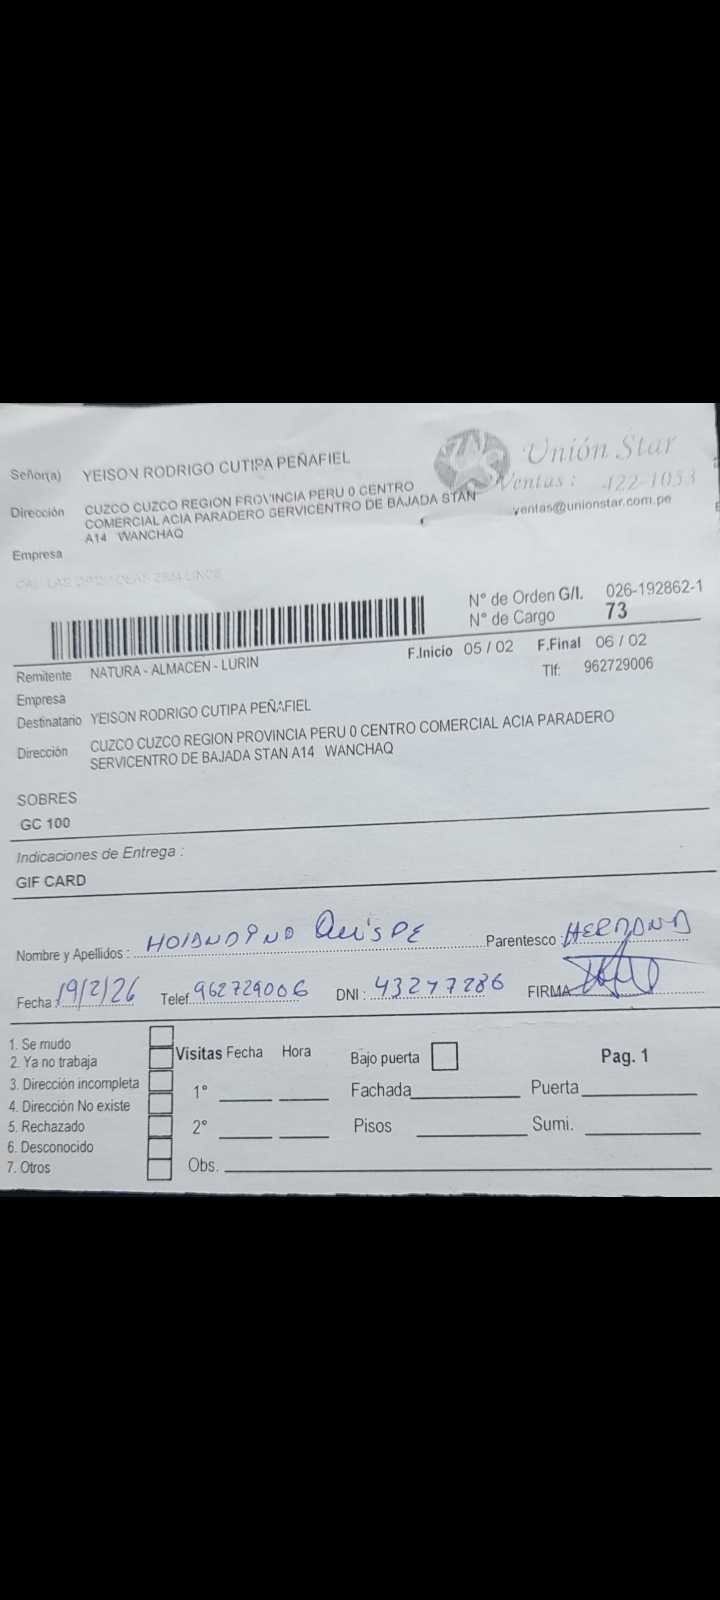 Unión Star
Ventas: 422-1053
ventas@unionstar.com.pe
Señor(a) YEISON RODRIGO CUTIPA PEÑAFIEL
Dirección CUZCO CUZCO REGION PROVINCIA PERU 0 CENTRO
COMERCIAL ACIA PARADERO SERVICENTRO DE BAJADA STAN
A14 WANCHAQ
Empresa
N° de Orden G/I. 026-192862-1
N° de Cargo 73
F.Inicio 05 / 02 F.Final 06 / 02
Remitente NATURA - ALMACEN - LURIN
Tlf: 962729006
Empresa
Destinatario YEISON RODRIGO CUTIPA PEÑAFIEL
Dirección CUZCO CUZCO REGION PROVINCIA PERU 0 CENTRO COMERCIAL ACIA PARADERO
SERVICENTRO DE BAJADA STAN A14 WANCHAQ
SOBRES
GC 100
Indicaciones de Entrega :
GIF CARD
Nombre y Apellidos : QuisPE Parentesco : HERMANA
Fecha : 19/2/26 Telef. 962729006 DNI : 43277286 FIRMA
1. Se mudo
2. Ya no trabaja
3. Dirección incompleta
4. Dirección No existe
5. Rechazado
6. Desconocido
7. Otros
Visitas Fecha Hora Bajo puerta Pag. 1
1° Fachada Puerta
2° Pisos Sumi.
Obs.